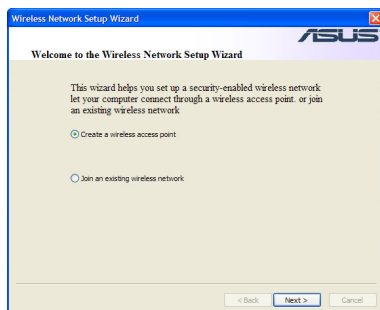 Wireless Network Setup Wizard
ASUS
Welcome to the Wireless Network Setup Wizard
This wizard helps you set up a security-enabled wireless network
let your computer connect through a wireless access point. or join
an existing wireless network
Create a wireless access point
Join an existing wireless network
< Back Next > Cancel